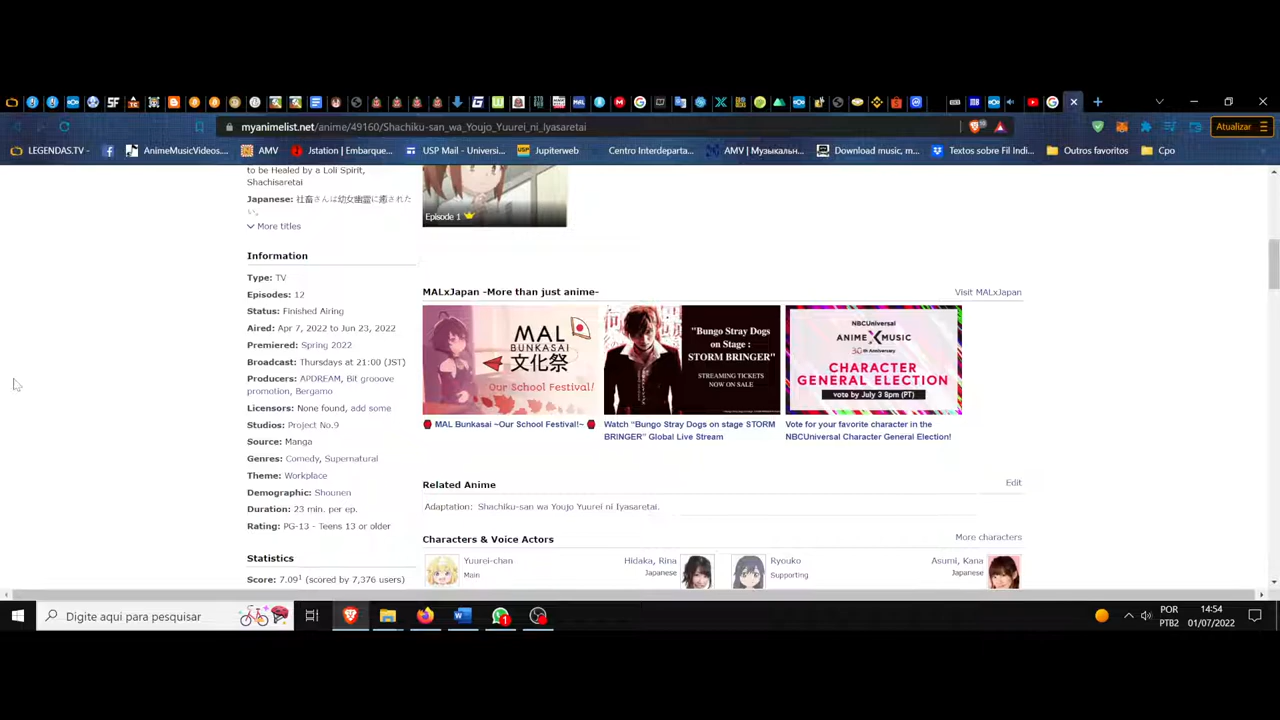 myanimelist.net/anime/49160/Shachiku-san_wa_Youjo_Yuurei_ni_Iyasaretai
Atualizar
LEGENDAS.TV -
AnimeMusicVideos...
AMV
Jstation | Embarque...
USP Mail - Universi...
Jupiterweb
Centro Interdeparta...
AMV | Музыкальн...
Download music, m...
Textos sobre Fil Indi...
Outros favoritos
Cpo
to be Healed by a Loli Spirit,
Shachisaretai
Japanese: 社畜さんは幼女幽霊に癒された
い。
More titles
Episode 1
Information
Type: TV
Episodes: 12
Status: Finished Airing
Aired: Apr 7, 2022 to Jun 23, 2022
Premiered: Spring 2022
Broadcast: Thursdays at 21:00 (JST)
Producers: APDREAM, Bit grooove
promotion, Bergamo
Licensors: None found, add some
Studios: Project No.9
Source: Manga
Genres: Comedy, Supernatural
Theme: Workplace
Demographic: Shounen
Duration: 23 min. per ep.
Rating: PG-13 - Teens 13 or older
Statistics
Score: 7.09¹ (scored by 7,376 users)
MALxJapan -More than just anime-
Visit MALxJapan
MAL
BUNKASAI
文化祭
Our School Festival!
"Bungo Stray Dogs
on Stage :
STORM BRINGER"
STREAMING TICKETS
NOW ON SALE
NBCUniversal
ANIME X MUSIC
30th Anniversary
CHARACTER
GENERAL ELECTION
vote by July 3 8pm (PT)
MAL Bunkasai ~Our School Festival!~
Watch "Bungo Stray Dogs on stage STORM
BRINGER" Global Live Stream
Vote for your favorite character in the
NBCUniversal Character General Election!
Related Anime
Edit
Adaptation: Shachiku-san wa Youjo Yuurei ni Iyasaretai.
Characters & Voice Actors
More characters
Yuurei-chan
Main
Hidaka, Rina
Japanese
Ryouko
Supporting
Asumi, Kana
Japanese
Digite aqui para pesquisar
POR
PTB2
14:54
01/07/2022